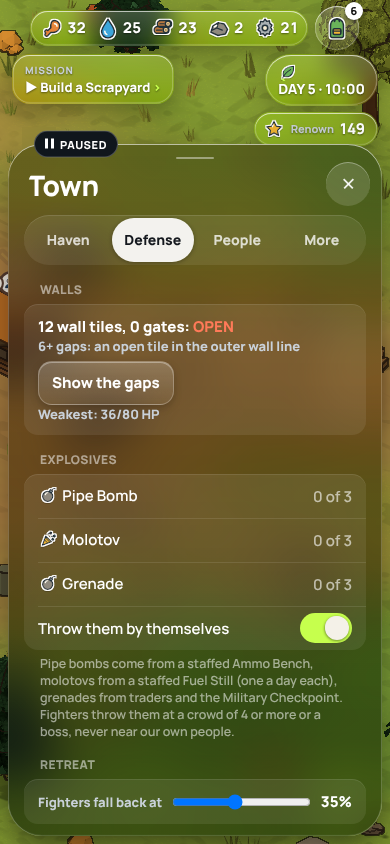 32 25 23 2 21
6
MISSION
Build a Scrapyard ›
DAY 5 · 10:00
Renown 149
PAUSED
Town
Haven Defense People More
WALLS
12 wall tiles, 0 gates: OPEN
6+ gaps: an open tile in the outer wall line
Show the gaps
Weakest: 36/80 HP
EXPLOSIVES
Pipe Bomb 0 of 3
Molotov 0 of 3
Grenade 0 of 3
Throw them by themselves
Pipe bombs come from a staffed Ammo Bench,
molotovs from a staffed Fuel Still (one a day each),
grenades from traders and the Military Checkpoint.
Fighters throw them at a crowd of 4 or more or a
boss, never near our own people.
RETREAT
Fighters fall back at 35%